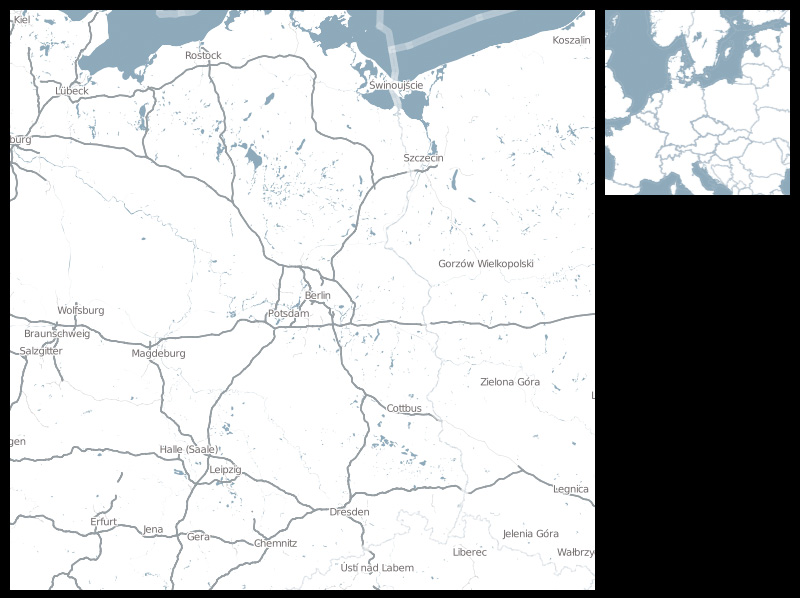 Kiel
Koszalin
Rostock
Świnoujście
Lübeck
burg
Szczecin
Gorzów Wielkopolski
Berlin
Wolfsburg
Potsdam
Braunschweig
Salzgitter
Magdeburg
Zielona Góra
Cottbus
gen
Halle (Saale)
Leipzig
Legnica
Dresden
Erfurt
Jena
Gera
Jelenia Góra
Chemnitz
Liberec
Wałbrzy
Ústí nad Labem